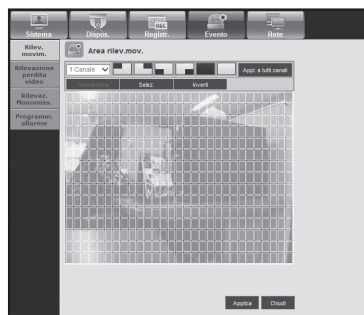 Sistema
Dispos.
REC
Registr.
Evento
Rete
Rilev.
movim.
Area rilev.mov.
Rilevazione
perdita
video
1 Canale
Appl. a tutti canali
Deselezione
Selez.
Inverti
Rilevaz.
Manomiss.
Programm.
allarme
Applica
Chiudi